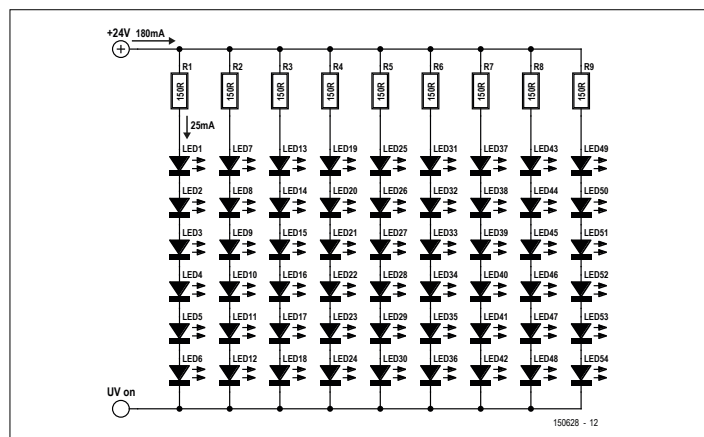 +24V 180mA
R1 R2 R3 R4 R5 R6 R7 R8 R9
150R 150R 150R 150R 150R 150R 150R 150R 150R
25mA
LED1 LED7 LED13 LED19 LED25 LED31 LED37 LED43 LED49
LED2 LED8 LED14 LED20 LED26 LED32 LED38 LED44 LED50
LED3 LED9 LED15 LED21 LED27 LED33 LED39 LED45 LED51
LED4 LED10 LED16 LED22 LED28 LED34 LED40 LED46 LED52
LED5 LED11 LED17 LED23 LED29 LED35 LED41 LED47 LED53
LED6 LED12 LED18 LED24 LED30 LED36 LED42 LED48 LED54
UV on
150628 - 12